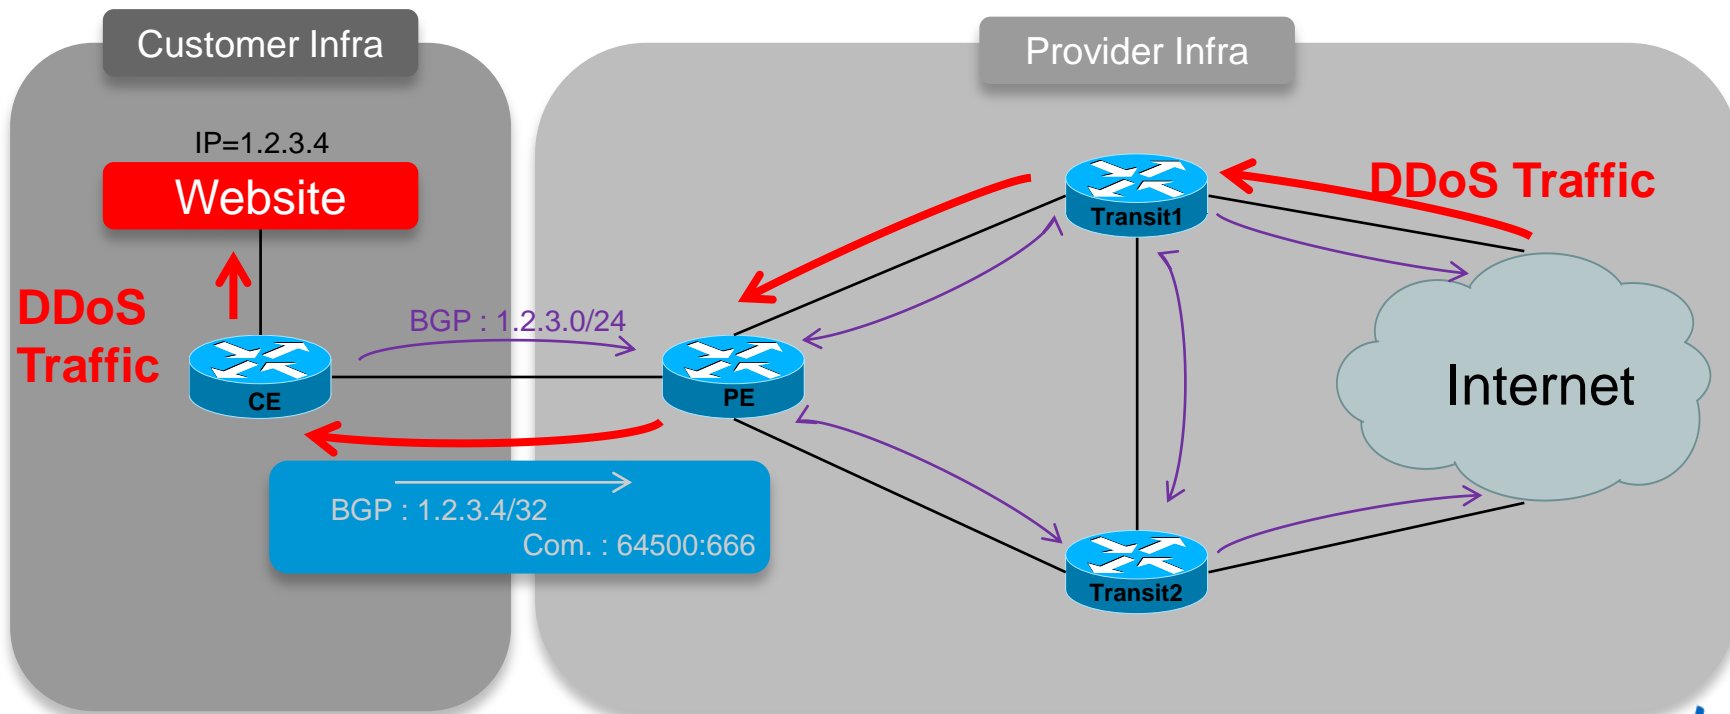 Customer Infra
Provider Infra
IP=1.2.3.4
Website
DDoS Traffic
Transit1
DDoS
Traffic
BGP : 1.2.3.0/24
CE
PE
Internet
BGP : 1.2.3.4/32
Com. : 64500:666
Transit2